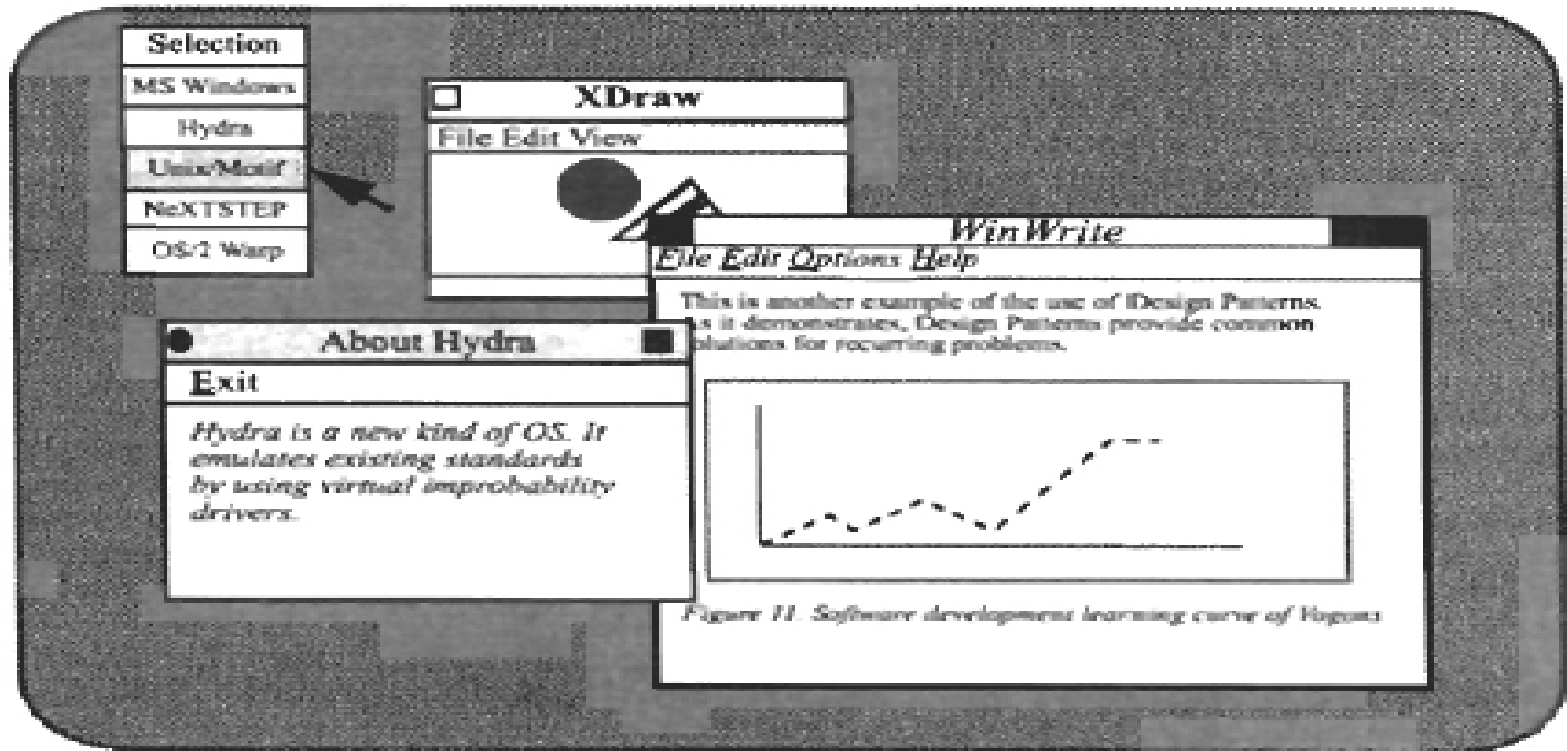 Selection
MS Windows
Hydra
Unix/Motif
NeXTSTEP
OS/2 Warp
XDraw
File Edit View
WinWrite
File Edit Options Help
This is another example of the use of Design Patterns.
As it demonstrates, Design Patterns provide common
solutions for recurring problems.
Figure 11. Software development learning curve of Vogons
About Hydra
Exit
Hydra is a new kind of OS. It
emulates existing standards
by using virtual improbability
drivers.